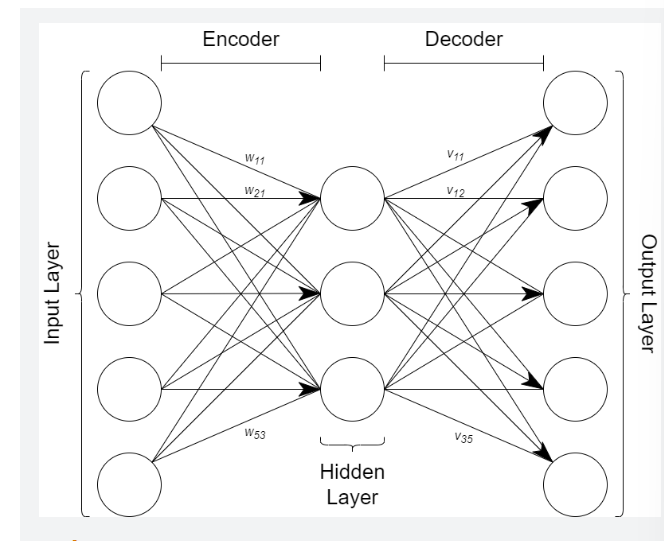 Encoder
Decoder
w11
v11
w21
v12
Input Layer
Output Layer
w53
v35
Hidden
Layer